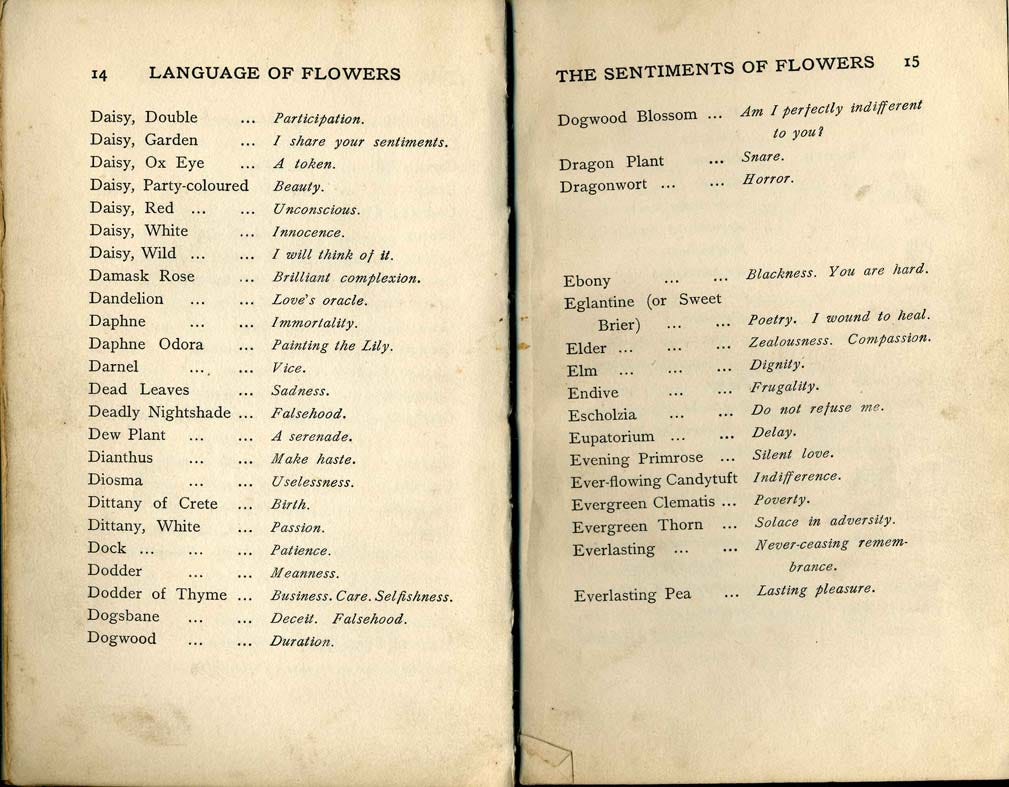 14 LANGUAGE OF FLOWERS
Daisy, Double ... Participation.
Daisy, Garden ... I share your sentiments.
Daisy, Ox Eye ... A token.
Daisy, Party-coloured Beauty.
Daisy, Red ... ... Unconscious.
Daisy, White ... Innocence.
Daisy, Wild ... ... I will think of it.
Damask Rose ... Brilliant complexion.
Dandelion ... ... Love's oracle.
Daphne ... ... Immortality.
Daphne Odora ... Painting the Lily.
Darnel ... ... Vice.
Dead Leaves ... Sadness.
Deadly Nightshade ... Falsehood.
Dew Plant ... ... A serenade.
Dianthus ... ... Make haste.
Diosma ... ... Uselessness.
Dittany of Crete ... Birth.
Dittany, White ... Passion.
Dock ... ... ... Patience.
Dodder ... ... Meanness.
Dodder of Thyme ... Business. Care. Selfishness.
Dogsbane ... ... Deceit. Falsehood.
Dogwood ... ... Duration.
THE SENTIMENTS OF FLOWERS 15
Dogwood Blossom ... Am I perfectly indifferent
to you?
Dragon Plant ... Snare.
Dragonwort ... ... Horror.
Ebony ... ... Blackness. You are hard.
Eglantine (or Sweet
Brier) ... ... Poetry. I wound to heal.
Elder ... ... ... Zealousness. Compassion.
Elm ... ... ... Dignity.
Endive ... ... Frugality.
Escholzia ... ... Do not refuse me.
Eupatorium ... ... Delay.
Evening Primrose ... Silent love.
Ever-flowing Candytuft Indifference.
Evergreen Clematis ... Poverty.
Evergreen Thorn ... Solace in adversity.
Everlasting ... ... Never-ceasing remem-
brance.
Everlasting Pea ... Lasting pleasure.